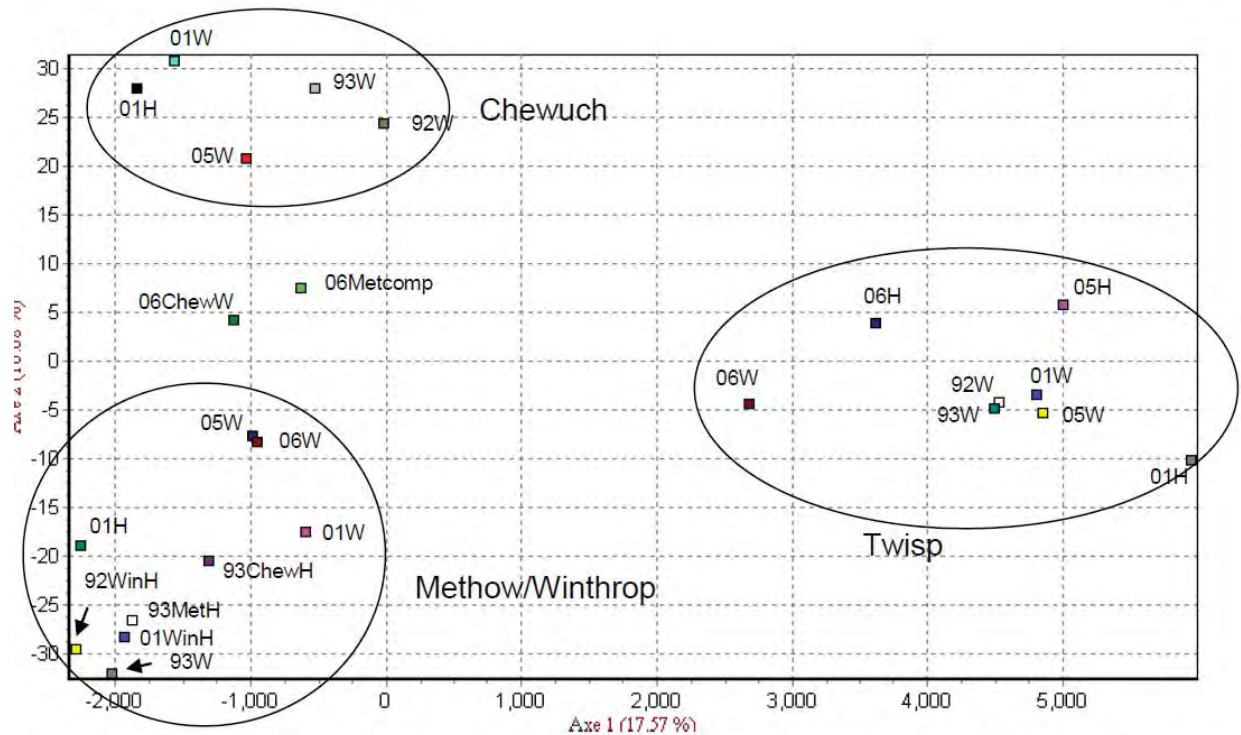 01W
30
93W
01H
Chewuch
25
92W
05W
20
15
10
06Metcomp
05H
06ChewW
06H
5
0
06W
92W
01W
-5
93W
05W
05W
06W
-10
01H
-15
01H
01W
Twisp
-20
93ChewH
92WinH
Methow/Winthrop
-25
93MetH
01WinH
-30
93W
-2,000
-1,000
0
1,000
2,000
3,000
4,000
5,000
Axe 1 (17.57 %)